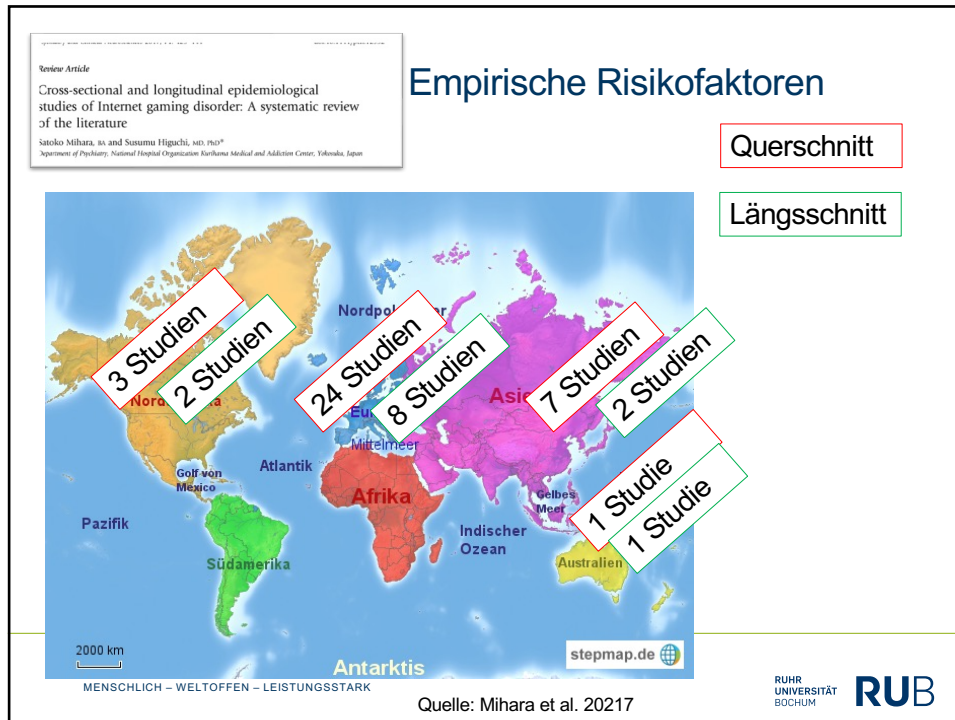 Review Article
Cross-sectional and longitudinal epidemiological
studies of Internet gaming disorder: A systematic review
of the literature
Satoko Mihara, BA and Susumu Higuchi, MD, PhD*
Department of Psychiatry, National Hospital Organization Kurihama Medical and Addiction Center, Yokosuka, Japan
Empirische Risikofaktoren
Querschnitt
Längsschnitt
3 Studien
2 Studien
24 Studien
8 Studien
7 Studien
2 Studien
1 Studie
1 Studie
Mittelmeer
Atlantik
Golf von
Mexico
Afrika
Gelbes
Meer
Pazifik
Indischer
Ozean
Südamerika
Australien
2000 km
Antarktis
stepmap.de
MENSCHLICH – WELTOFFEN – LEISTUNGSSTARK
Quelle: Mihara et al. 20217
RUHR
UNIVERSITÄT
BOCHUM
RUB